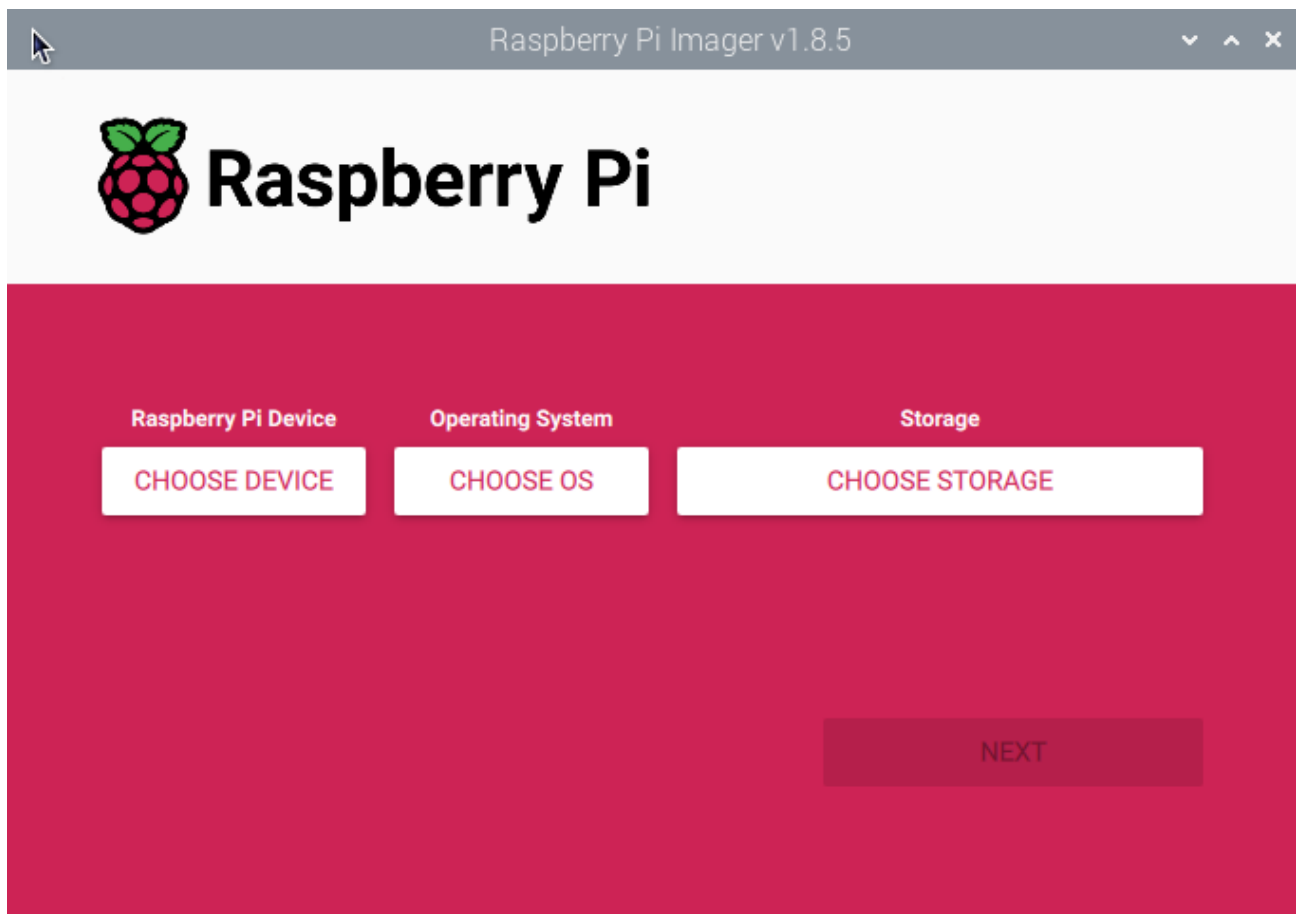 Raspberry Pi Imager v1.8.5
Raspberry Pi
Raspberry Pi Device
Operating System
Storage
CHOOSE DEVICE
CHOOSE OS
CHOOSE STORAGE
NEXT